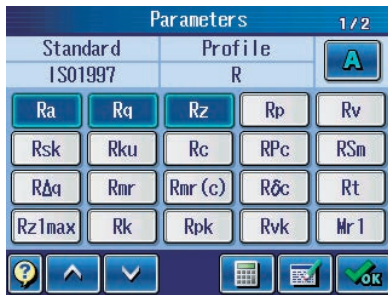 Parameters 1/2
Standard Profile
ISO1997 R
A
Ra Rq Rz Rp Rv
Rsk Rku Rc RPc RSm
RΔq Rmr Rmr(c) Rδc Rt
Rz1max Rk Rpk Rvk Mr1
? OK